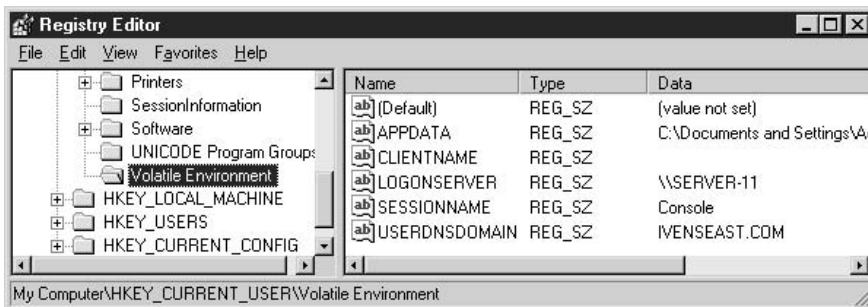 Registry Editor
File Edit View Favorites Help
Printers
SessionInformation
Software
UNICODE Program Groups
Volatile Environment
HKEY_LOCAL_MACHINE
HKEY_USERS
HKEY_CURRENT_CONFIG
Name Type Data
(Default) REG_SZ (value not set)
APPDATA REG_SZ C:\Documents and Settings\A
CLIENTNAME REG_SZ
LOGONSERVER REG_SZ \\SERVER-11
SESSIONNAME REG_SZ Console
USERDNSDOMAIN REG_SZ IVENSEAST.COM
My Computer\HKEY_CURRENT_USER\Volatile Environment